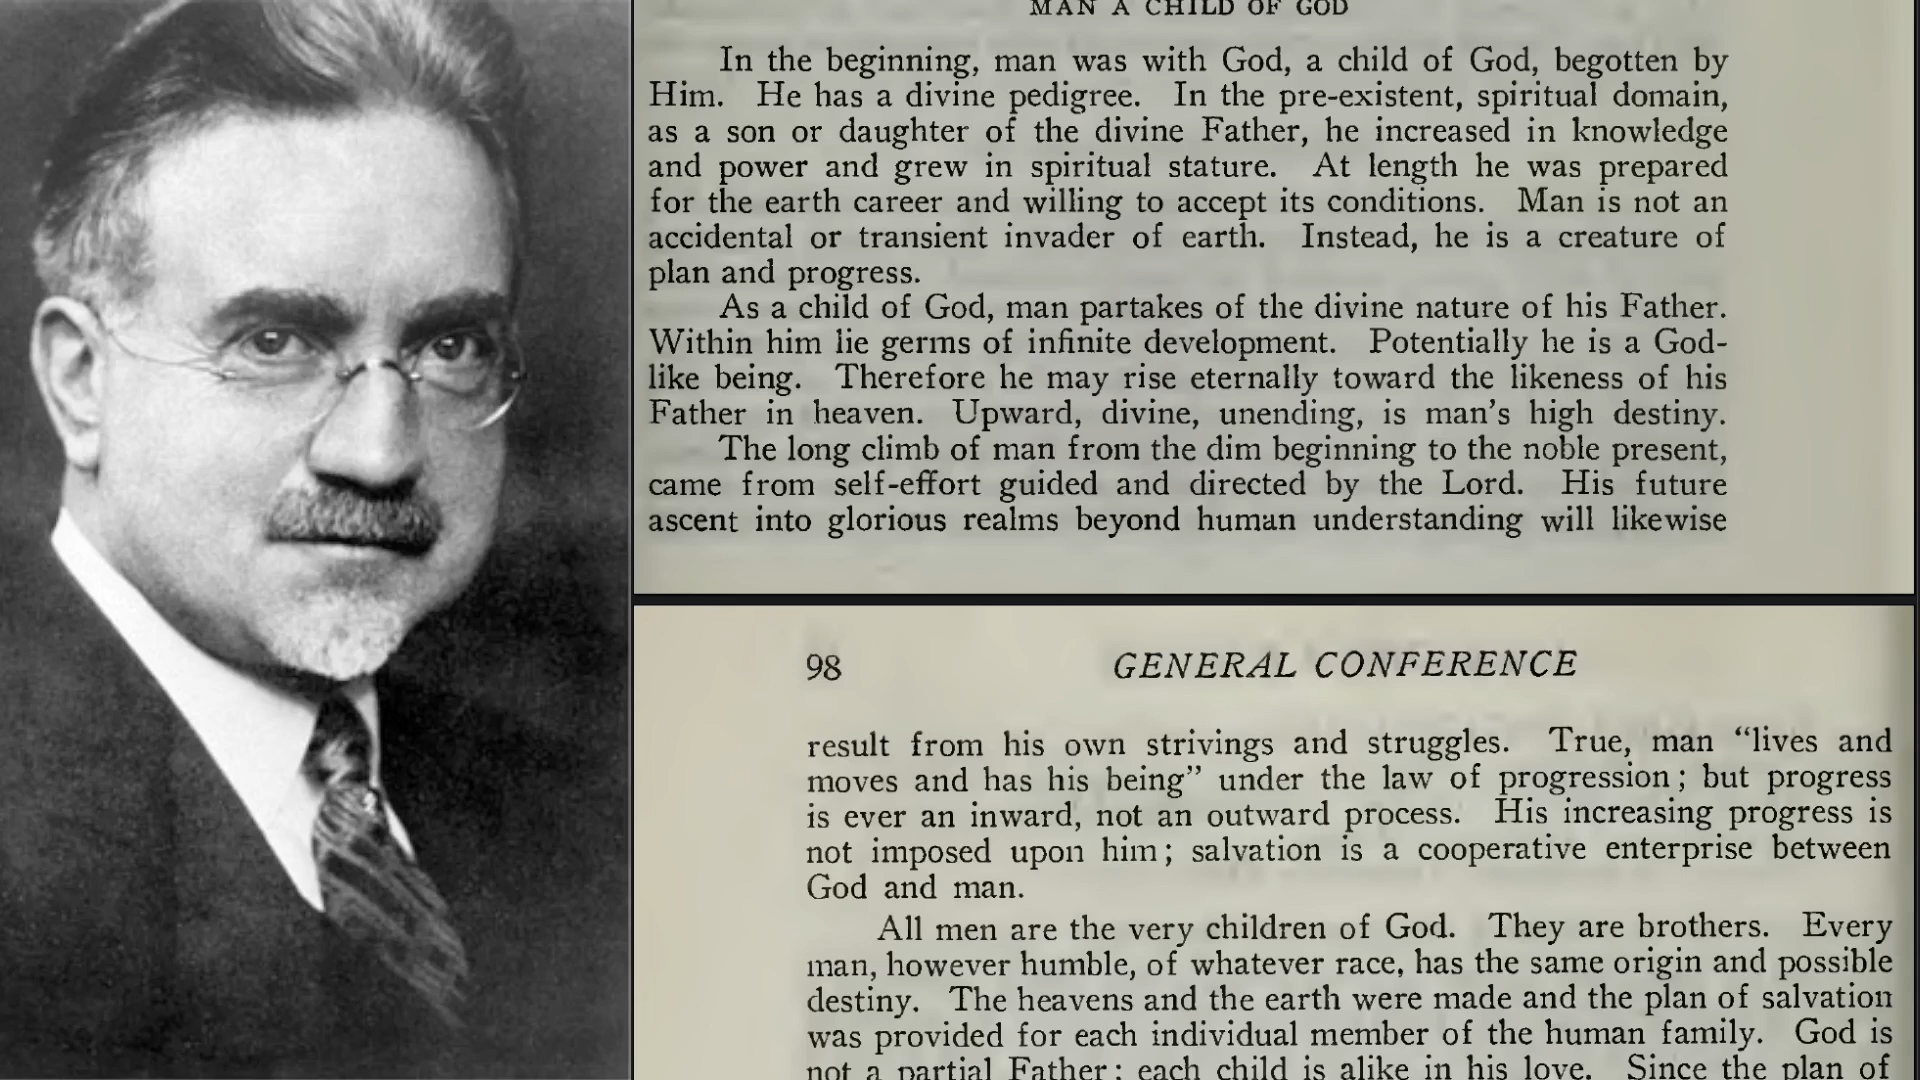 MAN A CHILD OF GOD
In the beginning, man was with God, a child of God, begotten by
Him. He has a divine pedigree. In the pre-existent, spiritual domain,
as a son or daughter of the divine Father, he increased in knowledge
and power and grew in spiritual stature. At length he was prepared
for the earth career and willing to accept its conditions. Man is not an
accidental or transient invader of earth. Instead, he is a creature of
plan and progress.
As a child of God, man partakes of the divine nature of his Father.
Within him lie germs of infinite development. Potentially he is a God-
like being. Therefore he may rise eternally toward the likeness of his
Father in heaven. Upward, divine, unending, is man's high destiny.
The long climb of man from the dim beginning to the noble present,
came from self-effort guided and directed by the Lord. His future
ascent into glorious realms beyond human understanding will likewise
98 GENERAL CONFERENCE
result from his own strivings and struggles. True, man “lives and
moves and has his being” under the law of progression; but progress
is ever an inward, not an outward process. His increasing progress is
not imposed upon him; salvation is a cooperative enterprise between
God and man.
All men are the very children of God. They are brothers. Every
man, however humble, of whatever race, has the same origin and possible
destiny. The heavens and the earth were made and the plan of salvation
was provided for each individual member of the human family. God is
not a partial Father; each child is alike in his love. Since the plan of